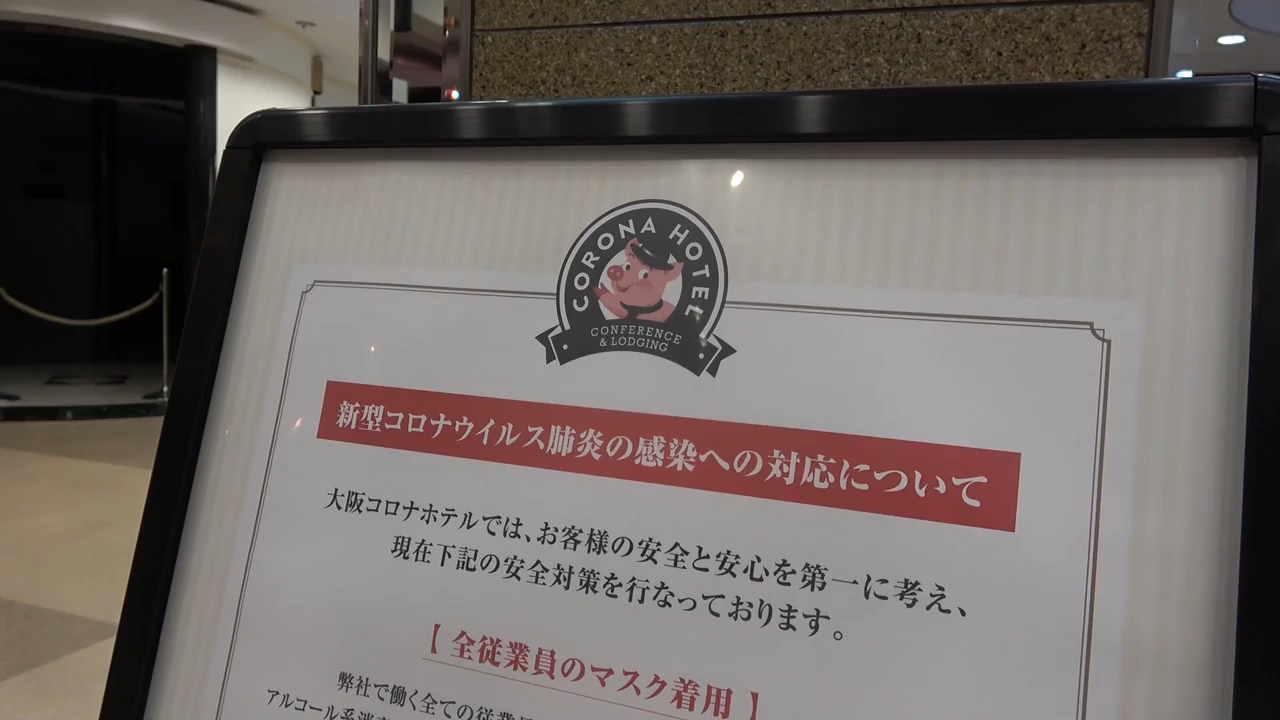 CORONA HOTEL
CONFERENCE
& LODGING
新型コロナウイルス肺炎の感染への対応について
大阪コロナホテルでは、お客様の安全と安心を第一に考え、
現在下記の安全対策を行なっております。
【 全従業員のマスク着用 】
弊社で働く全ての従業
アルコール系